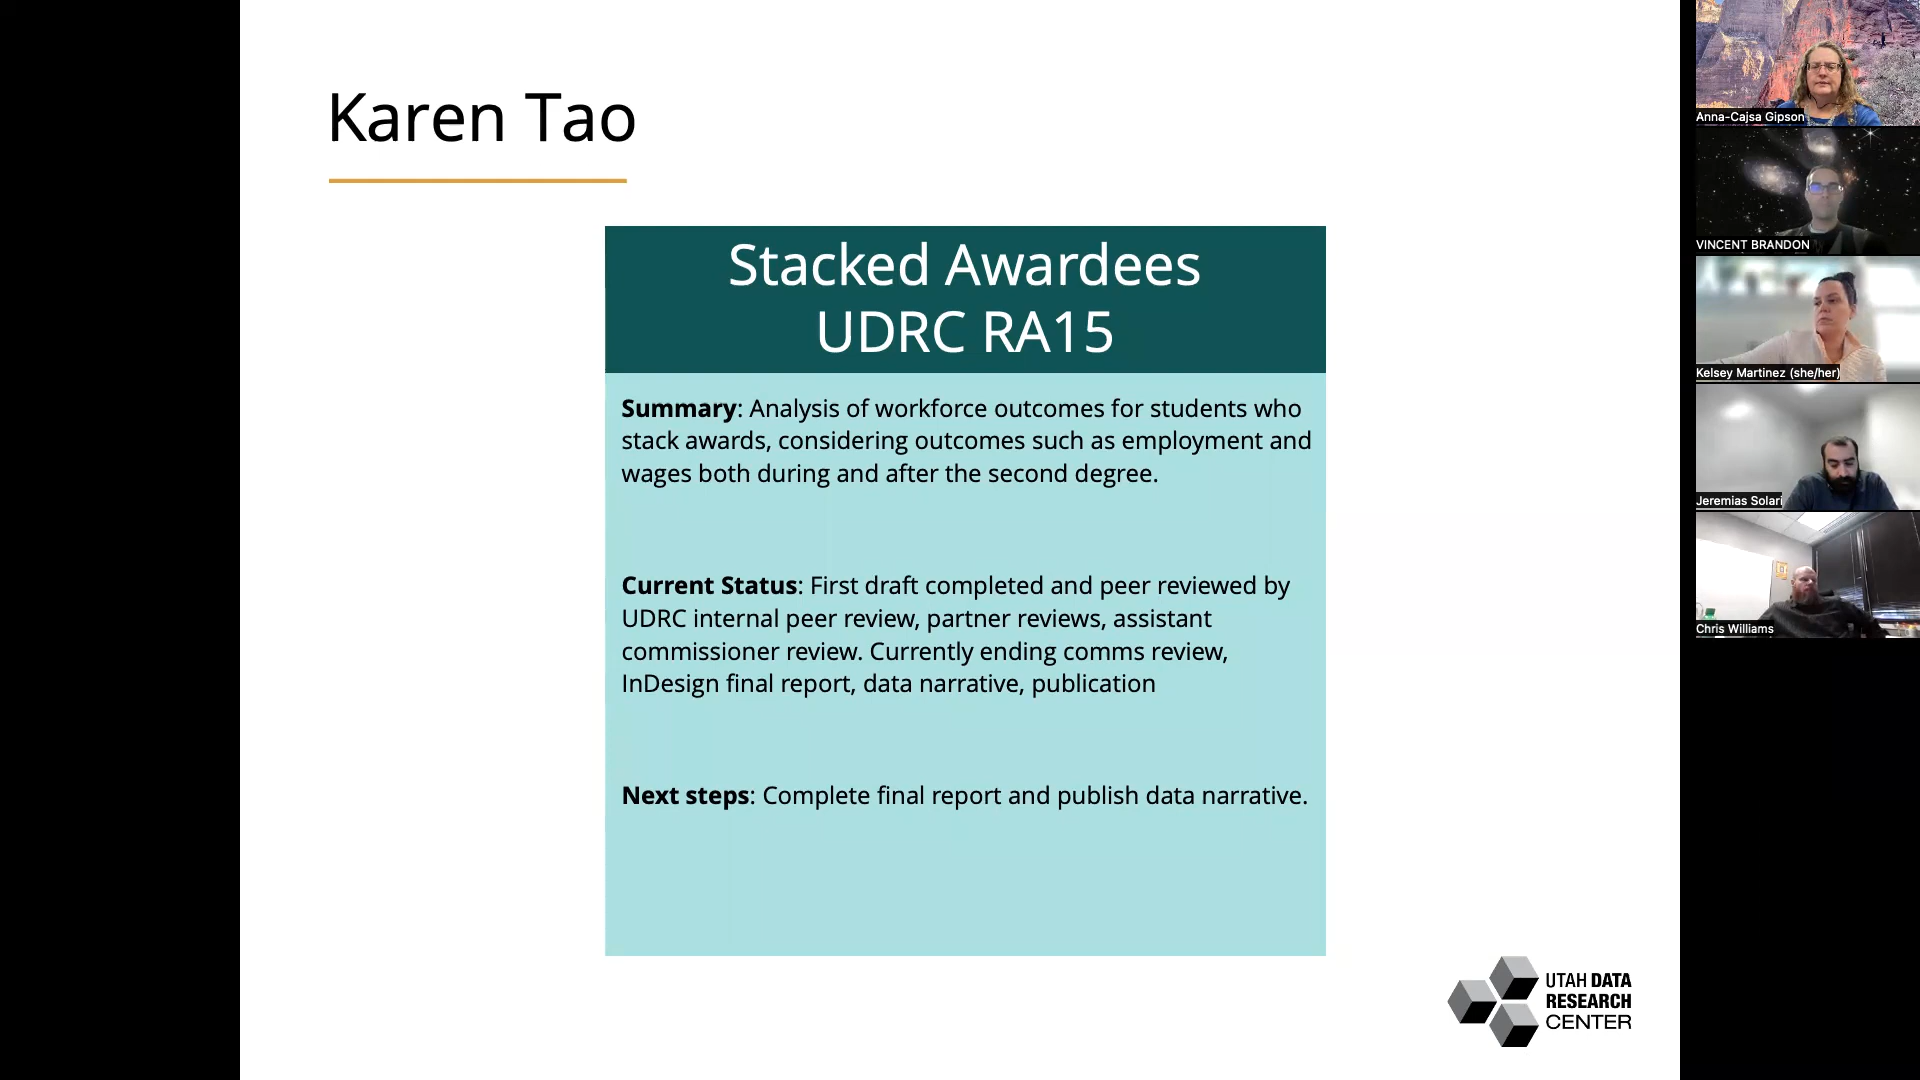 Karen Tao
Stacked Awardees
UDRC RA15
Summary: Analysis of workforce outcomes for students who
stack awards, considering outcomes such as employment and
wages both during and after the second degree.
Current Status: First draft completed and peer reviewed by
UDRC internal peer review, partner reviews, assistant
commissioner review. Currently ending comms review,
InDesign final report, data narrative, publication
Next steps: Complete final report and publish data narrative.
UTAH DATA
RESEARCH
CENTER
Anna-Cajsa Gipson
VINCENT BRANDON
Kelsey Martinez (she/her)
Jeremias Solari
Chris Williams